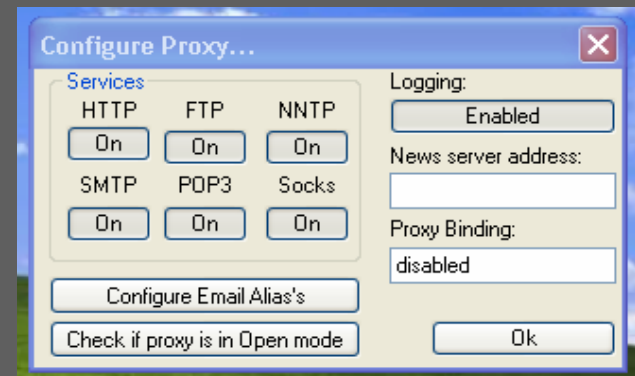 Configure Proxy...
Services
HTTP FTP NNTP
On On On
SMTP POP3 Socks
On On On
Configure Email Alias's
Check if proxy is in Open mode
Logging:
Enabled
News server address:
Proxy Binding:
disabled
Ok